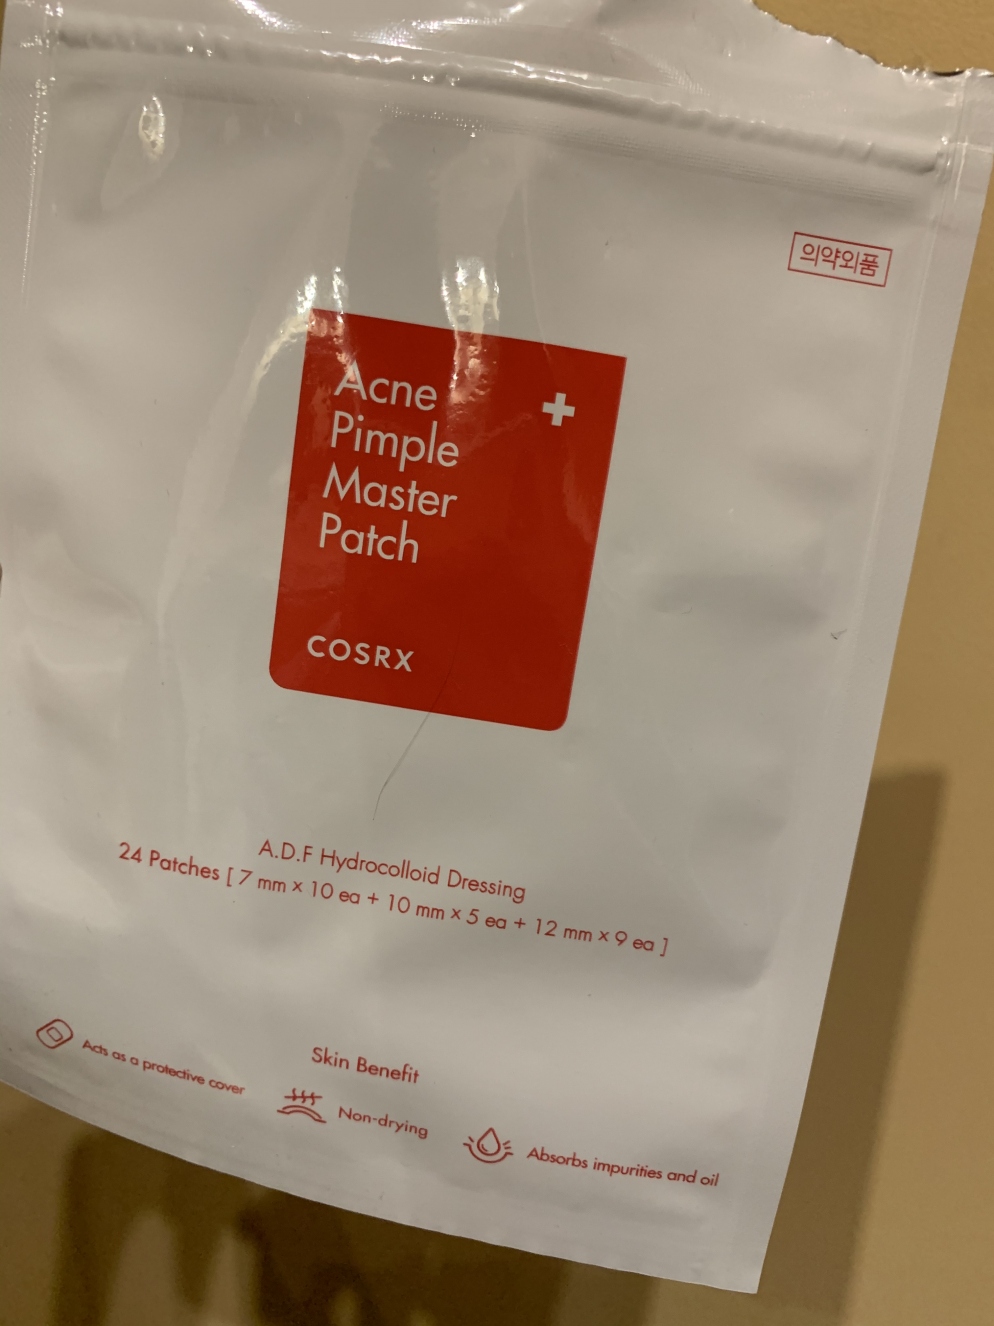 의약외품
Acne
Pimple
Master
Patch
COSRX
A.D.F Hydrocolloid Dressing
24 Patches [ 7 mm × 10 ea + 10 mm × 5 ea + 12 mm × 9 ea ]
Skin Benefit
Acts as a protective cover
Non-drying
Absorbs impurities and oil